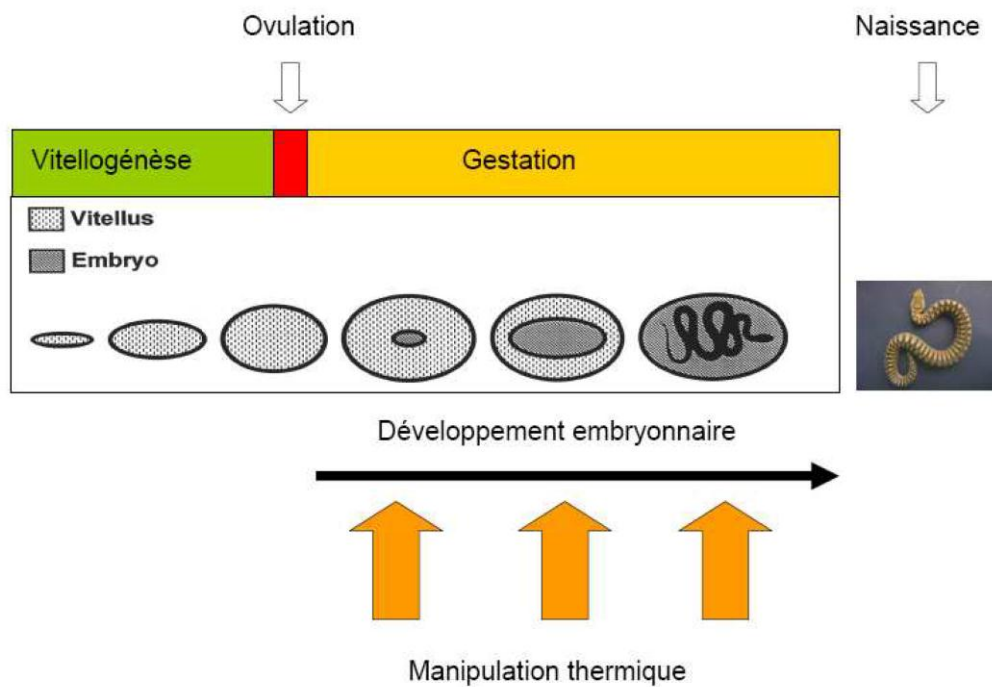 Ovulation
Naissance
Vitellogénèse
Gestation
Vitellus
Embryo
Développement embryonnaire
Manipulation thermique